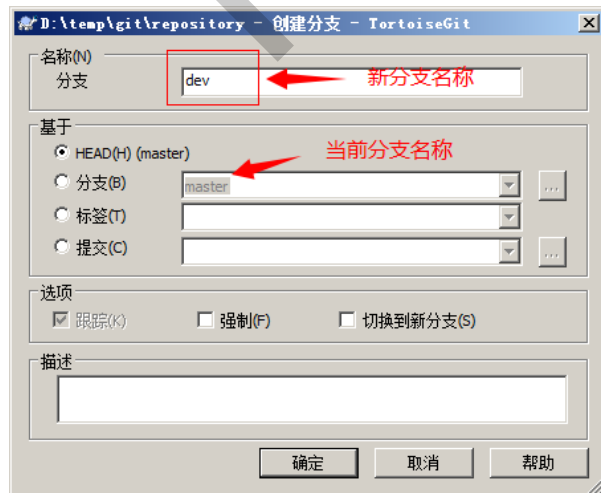 D:\temp\git\repository - 创建分支 - TortoiseGit
名称(N)
分支 dev 新分支名称
基于
HEAD(H) (master) 当前分支名称
分支(B) master ...
标签(T)
提交(C) ...
选项
跟踪(K) 强制(F) 切换到新分支(S)
描述
确定 取消 帮助